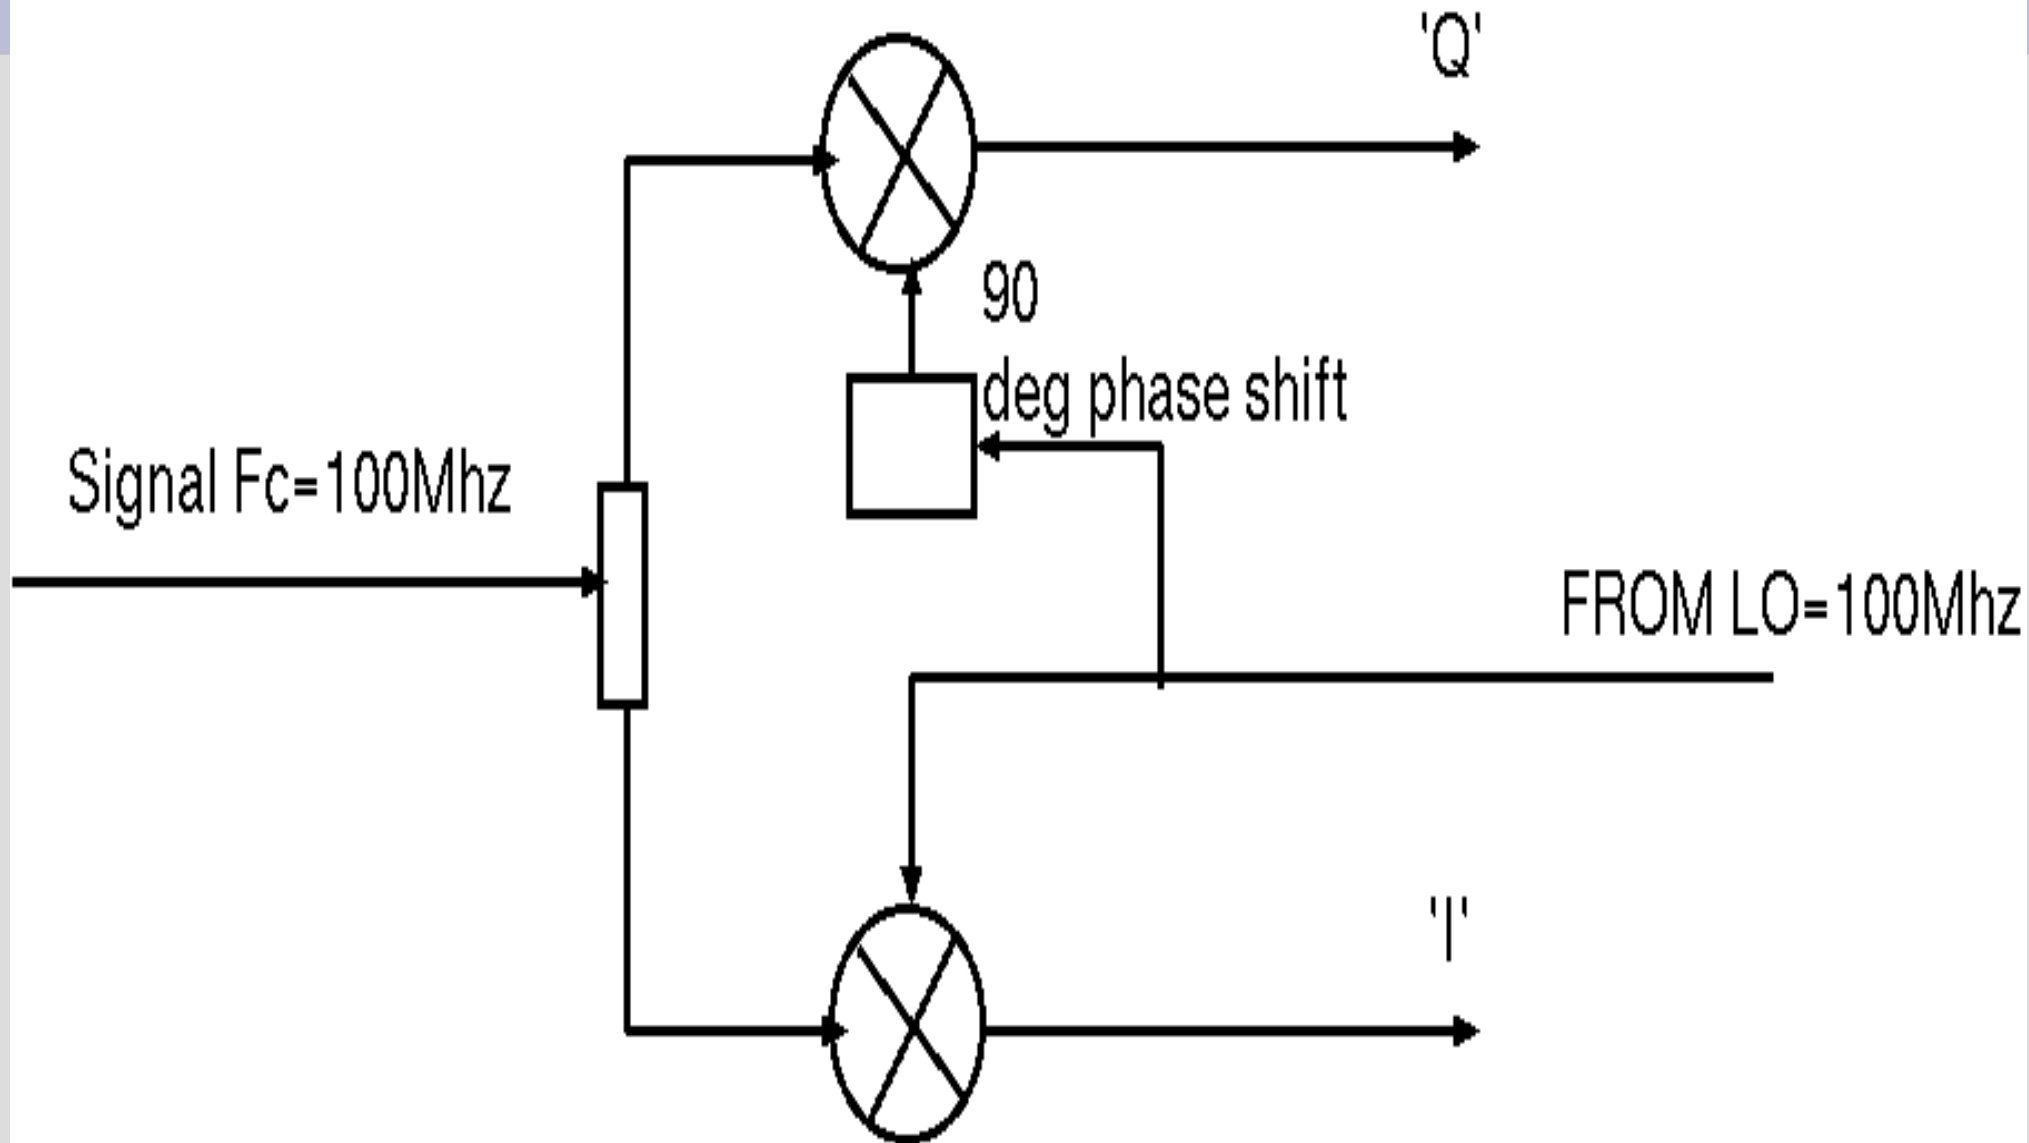 'Q'
90
deg phase shift
Signal Fc=100Mhz
FROM LO=100Mhz
'I'